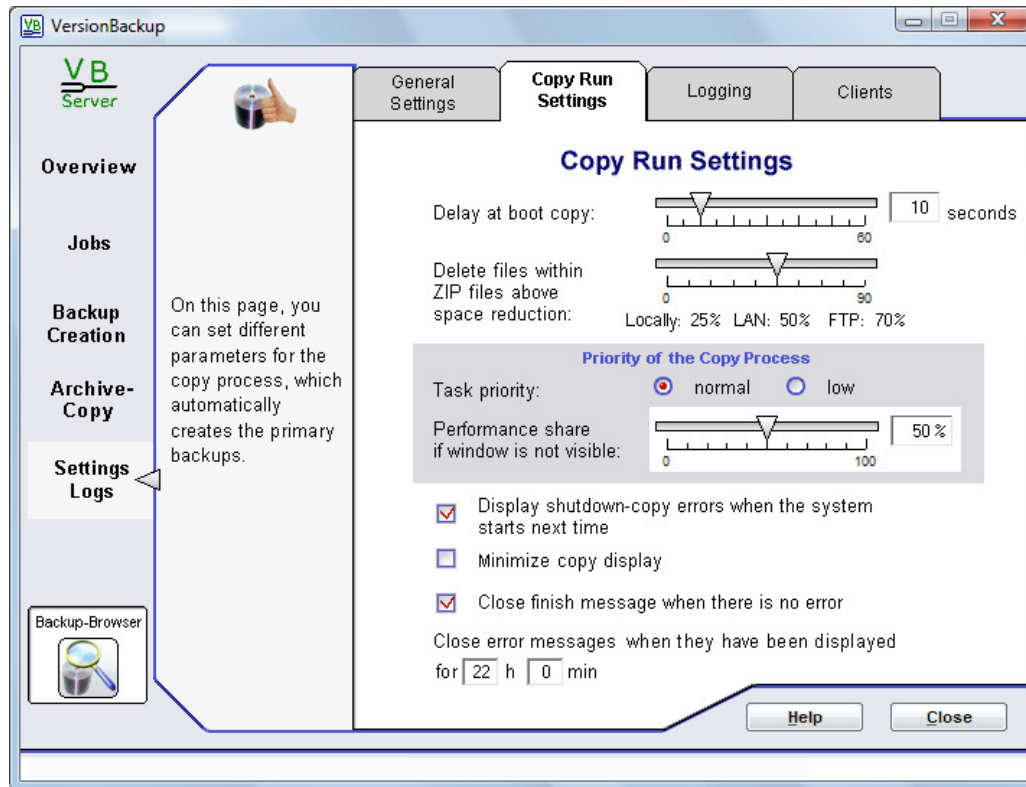 VB VersionBackup
VB
Server
Overview
Jobs
Backup
Creation
Archive-
Copy
Settings
Logs
Backup-Browser
On this page, you
can set different
parameters for the
copy process, which
automatically
creates the primary
backups.
General
Settings
Copy Run
Settings
Logging
Clients
Copy Run Settings
Delay at boot copy:
0 60
10 seconds
Delete files within
ZIP files above
space reduction:
0 90
Locally: 25% LAN: 50% FTP: 70%
Priority of the Copy Process
Task priority: normal low
Performance share
if window is not visible:
0 100
50 %
Display shutdown-copy errors when the system
starts next time
Minimize copy display
Close finish message when there is no error
Close error messages when they have been displayed
for 22 h 0 min
Help Close